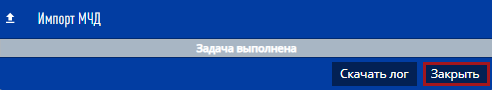 Импорт МЧД
Задача выполнена
Скачать лог Закрыть